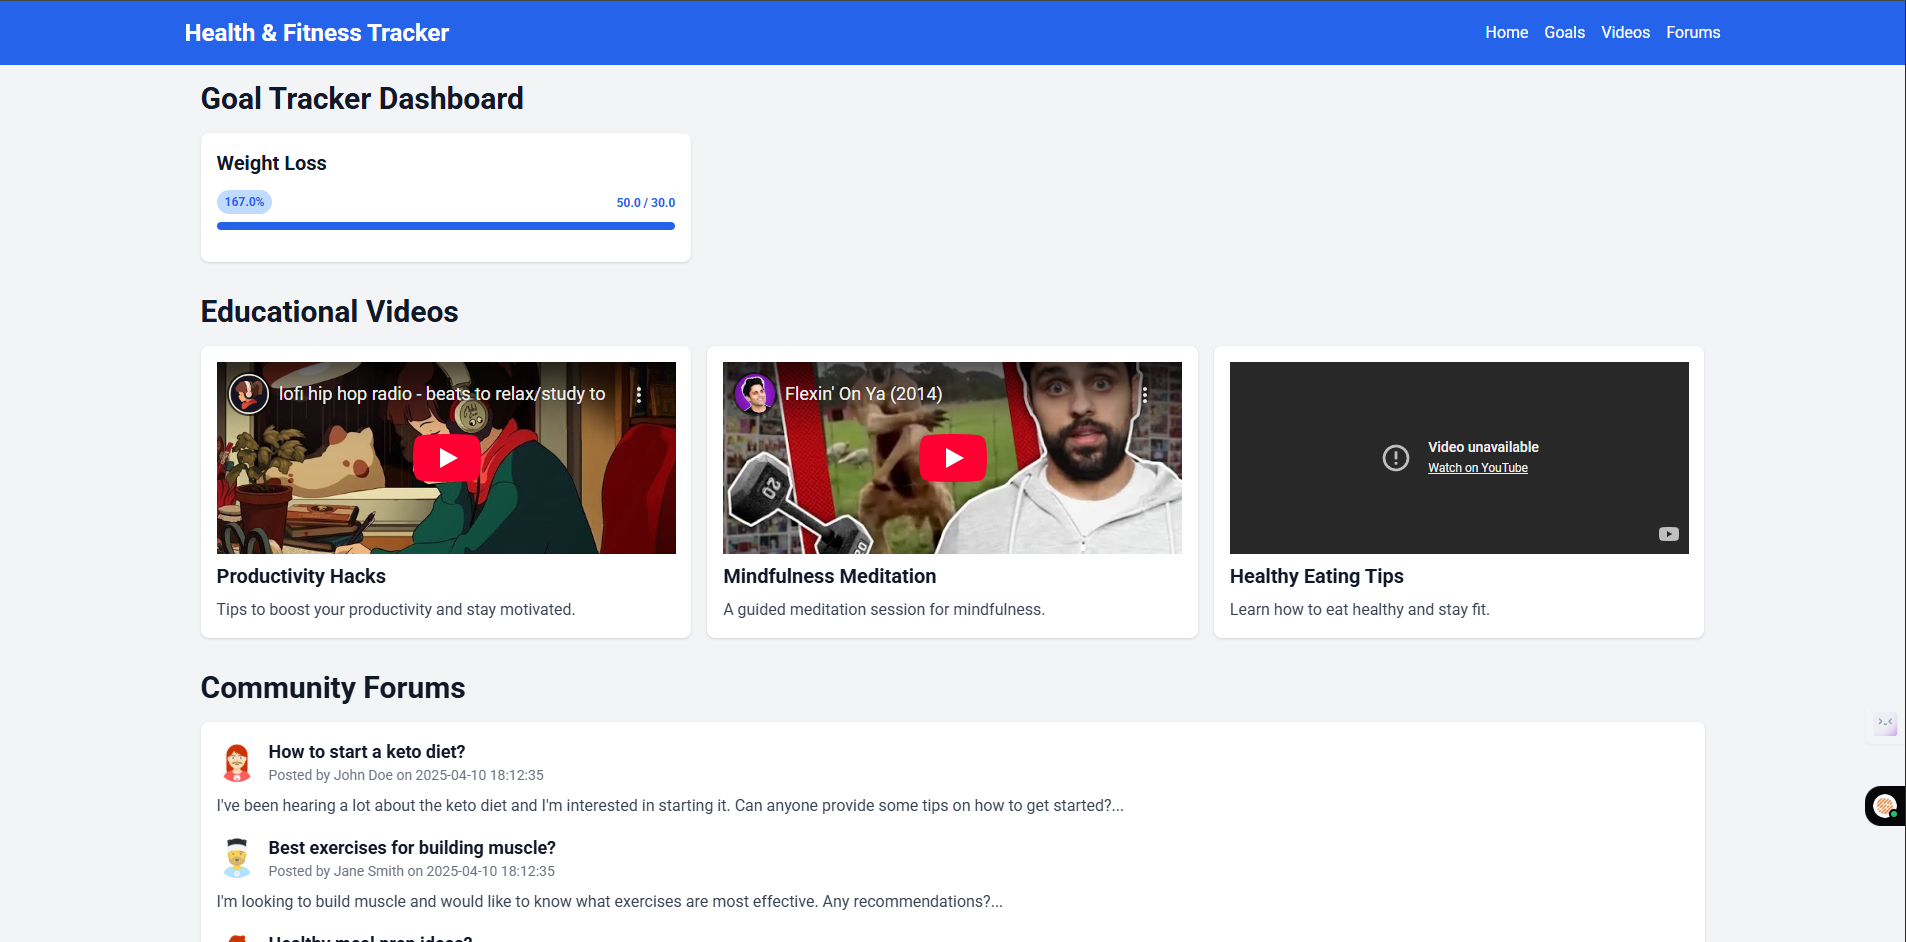 Health & Fitness Tracker
Home Goals Videos Forums
Goal Tracker Dashboard
Weight Loss
167.0% 50.0 / 30.0
Educational Videos
lofi hip hop radio - beats to relax/study to
Flexin' On Ya (2014)
20
20
Video unavailable
Watch on YouTube
Productivity Hacks
Tips to boost your productivity and stay motivated.
Mindfulness Meditation
A guided meditation session for mindfulness.
Healthy Eating Tips
Learn how to eat healthy and stay fit.
Community Forums
How to start a keto diet?
Posted by John Doe on 2025-04-10 18:12:35
I've been hearing a lot about the keto diet and I'm interested in starting it. Can anyone provide some tips on how to get started?...
Best exercises for building muscle?
Posted by Jane Smith on 2025-04-10 18:12:35
I'm looking to build muscle and would like to know what exercises are most effective. Any recommendations?...
Healthy meal prep ideas?